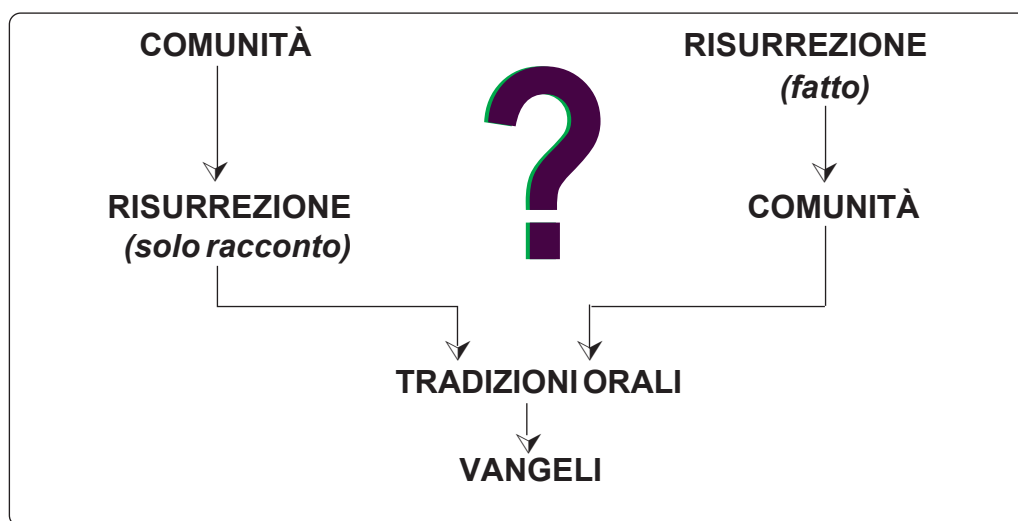 COMUNITÀ
RISURREZIONE
(solo racconto)
?
RISURREZIONE
(fatto)
COMUNITÀ
TRADIZIONI ORALI
VANGELI